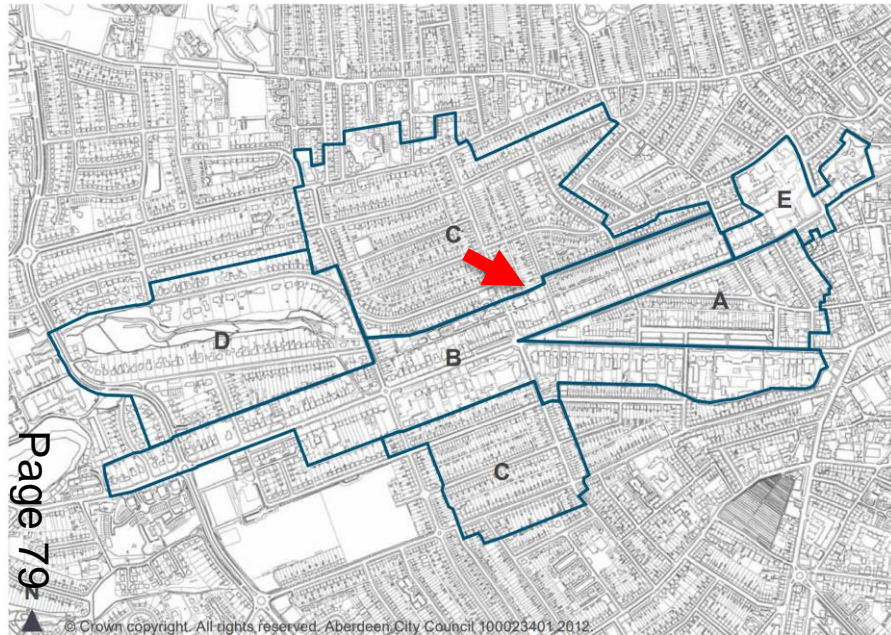 E
C
A
D
B
C
Page 79
N
© Crown copyright. All rights reserved. Aberdeen City Council 100023401 2012